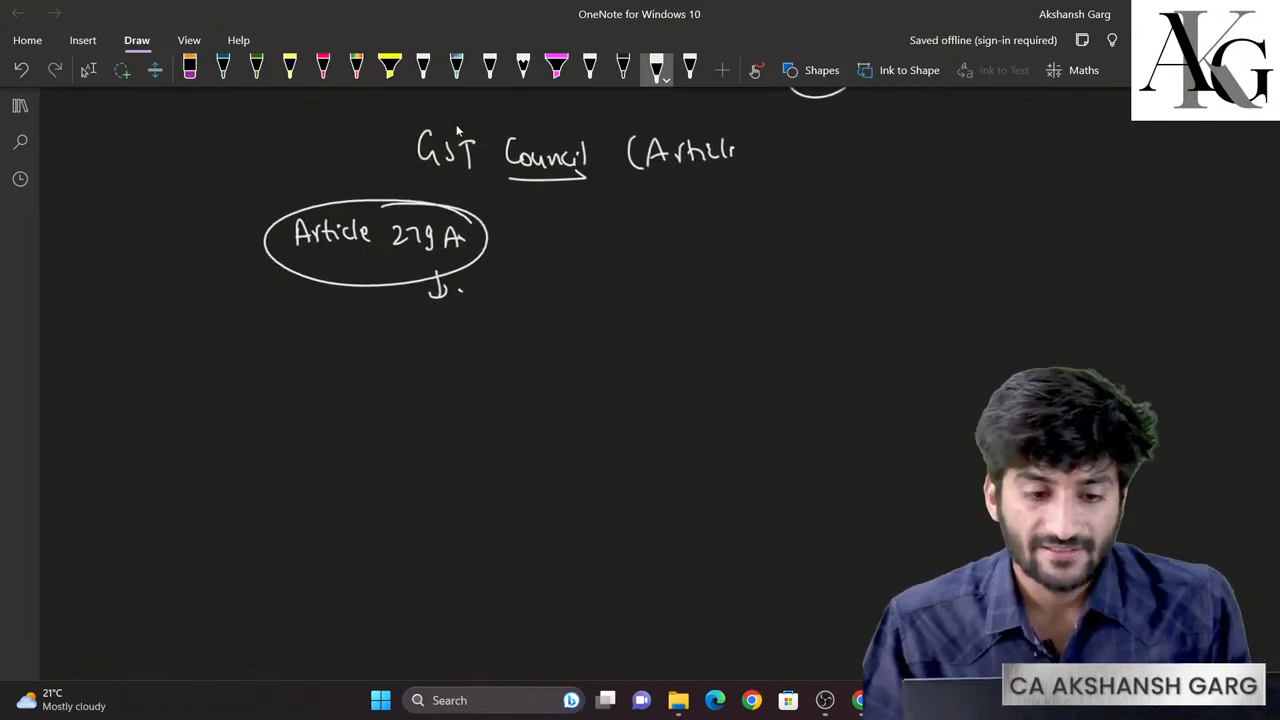 OneNote for Windows 10
Akshansh Garg
Home Insert Draw View Help
Saved offline (sign-in required)
Shapes Ink to Shape Ink to Text Maths
AKG
GST Council (Article
Article 279 A
21°C
Mostly cloudy
Search
CA AKSHANSH GARG